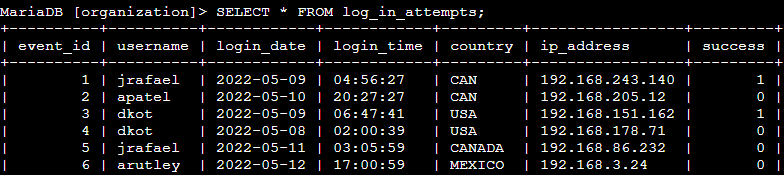 MariaDB [organization]> SELECT * FROM log_in_attempts;
+----------+----------+------------+------------+---------+-----------------+---------+
| event_id | username | login_date | login_time | country | ip_address      | success |
+----------+----------+------------+------------+---------+-----------------+---------+
|        1 | jrafael  | 2022-05-09 | 04:56:27   | CAN     | 192.168.243.140 |       1 |
|        2 | apatel   | 2022-05-10 | 20:27:27   | CAN     | 192.168.205.12  |       0 |
|        3 | dkot     | 2022-05-09 | 06:47:41   | USA     | 192.168.151.162 |       1 |
|        4 | dkot     | 2022-05-08 | 02:00:39   | USA     | 192.168.178.71  |       0 |
|        5 | jrafael  | 2022-05-11 | 03:05:59   | CANADA  | 192.168.86.232  |       0 |
|        6 | arutley  | 2022-05-12 | 17:00:59   | MEXICO  | 192.168.3.24    |       0 |